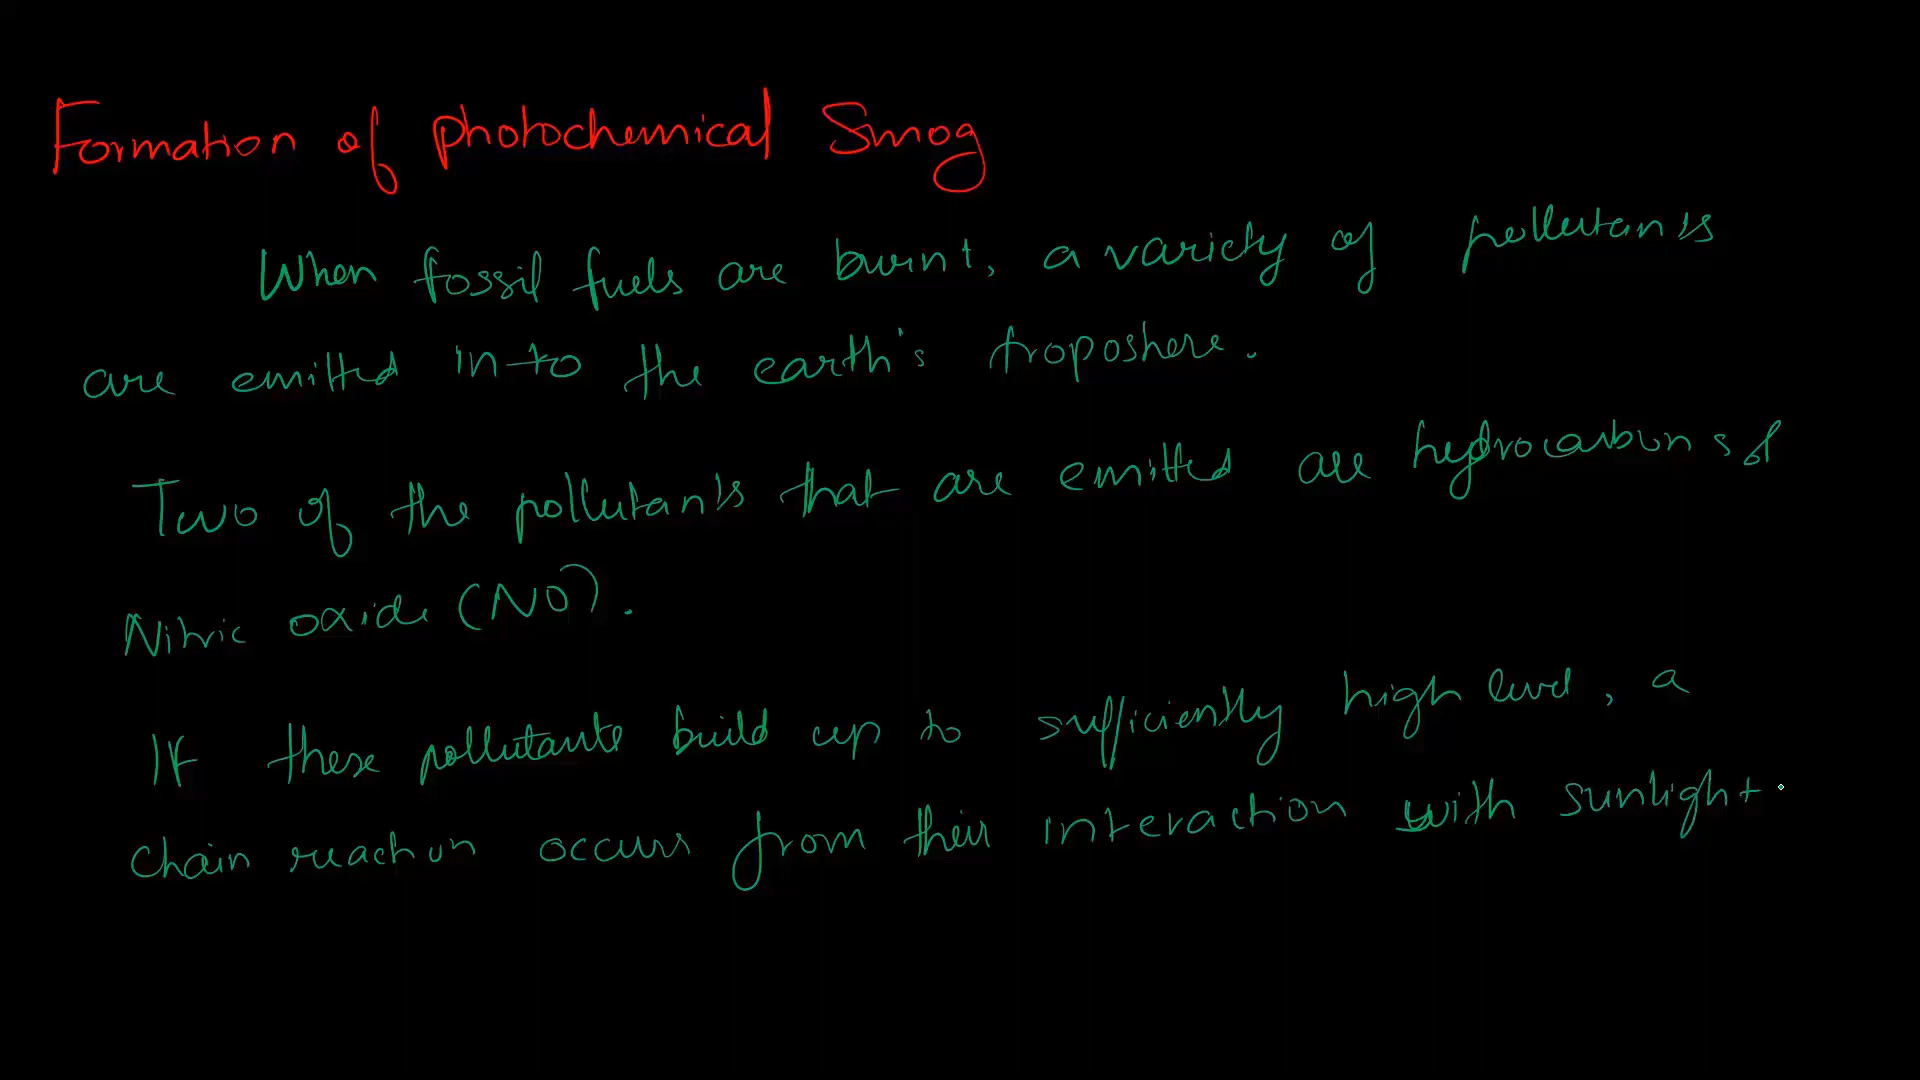 Formation of photochemical Smog
When fossil fuels are burnt, a variety of pollutants
are emitted in-to the earth's troposhere.
Two of the pollutants that are emitted are hydrocarbons &
Nitric oxide (NO).
If these pollutants build up to sufficiently high level, a
chain reaction occurs from their interaction with sunlight.